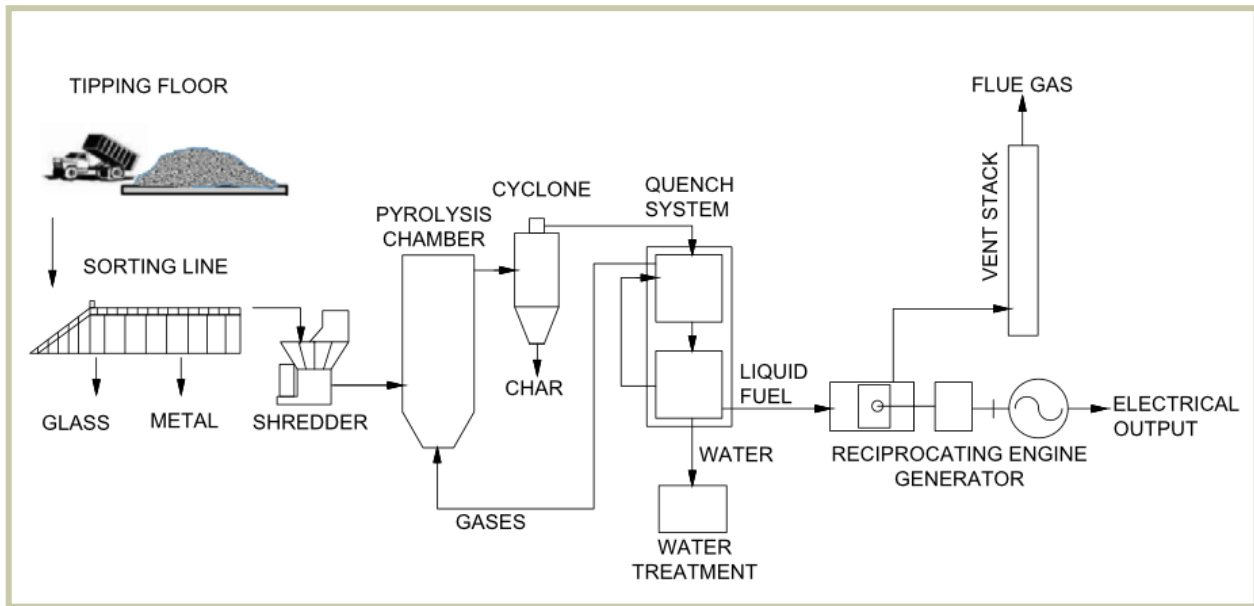 TIPPING FLOOR
SORTING LINE
GLASS
METAL
SHREDDER
PYROLYSIS
CHAMBER
CYCLONE
CHAR
GASES
QUENCH
SYSTEM
WATER
WATER
TREATMENT
LIQUID
FUEL
FLUE GAS
VENT STACK
RECIPROCATING ENGINE
GENERATOR
ELECTRICAL
OUTPUT